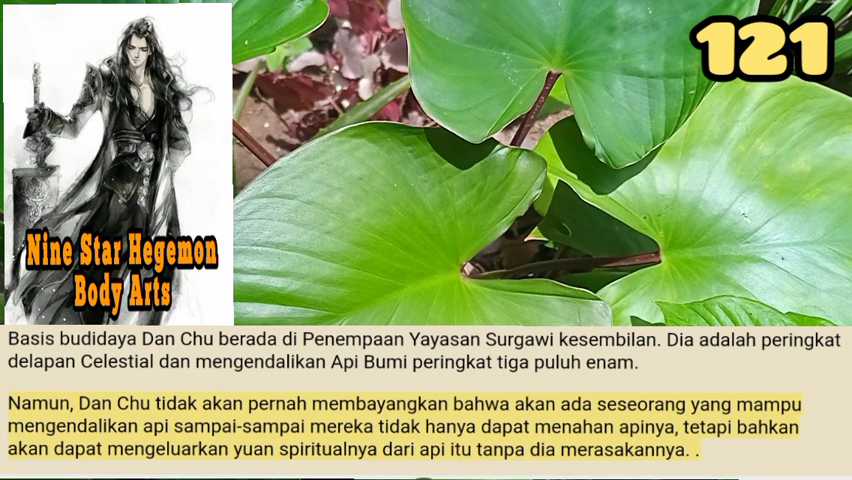 121
Nine Star Hegemon
Body Arts
Basis budidaya Dan Chu berada di Penempaan Yayasan Surgawi kesembilan. Dia adalah peringkat
delapan Celestial dan mengendalikan Api Bumi peringkat tiga puluh enam.
Namun, Dan Chu tidak akan pernah membayangkan bahwa akan ada seseorang yang mampu
mengendalikan api sampai-sampai mereka tidak hanya dapat menahan apinya, tetapi bahkan
akan dapat mengeluarkan yuan spiritualnya dari api itu tanpa dia merasakannya. .